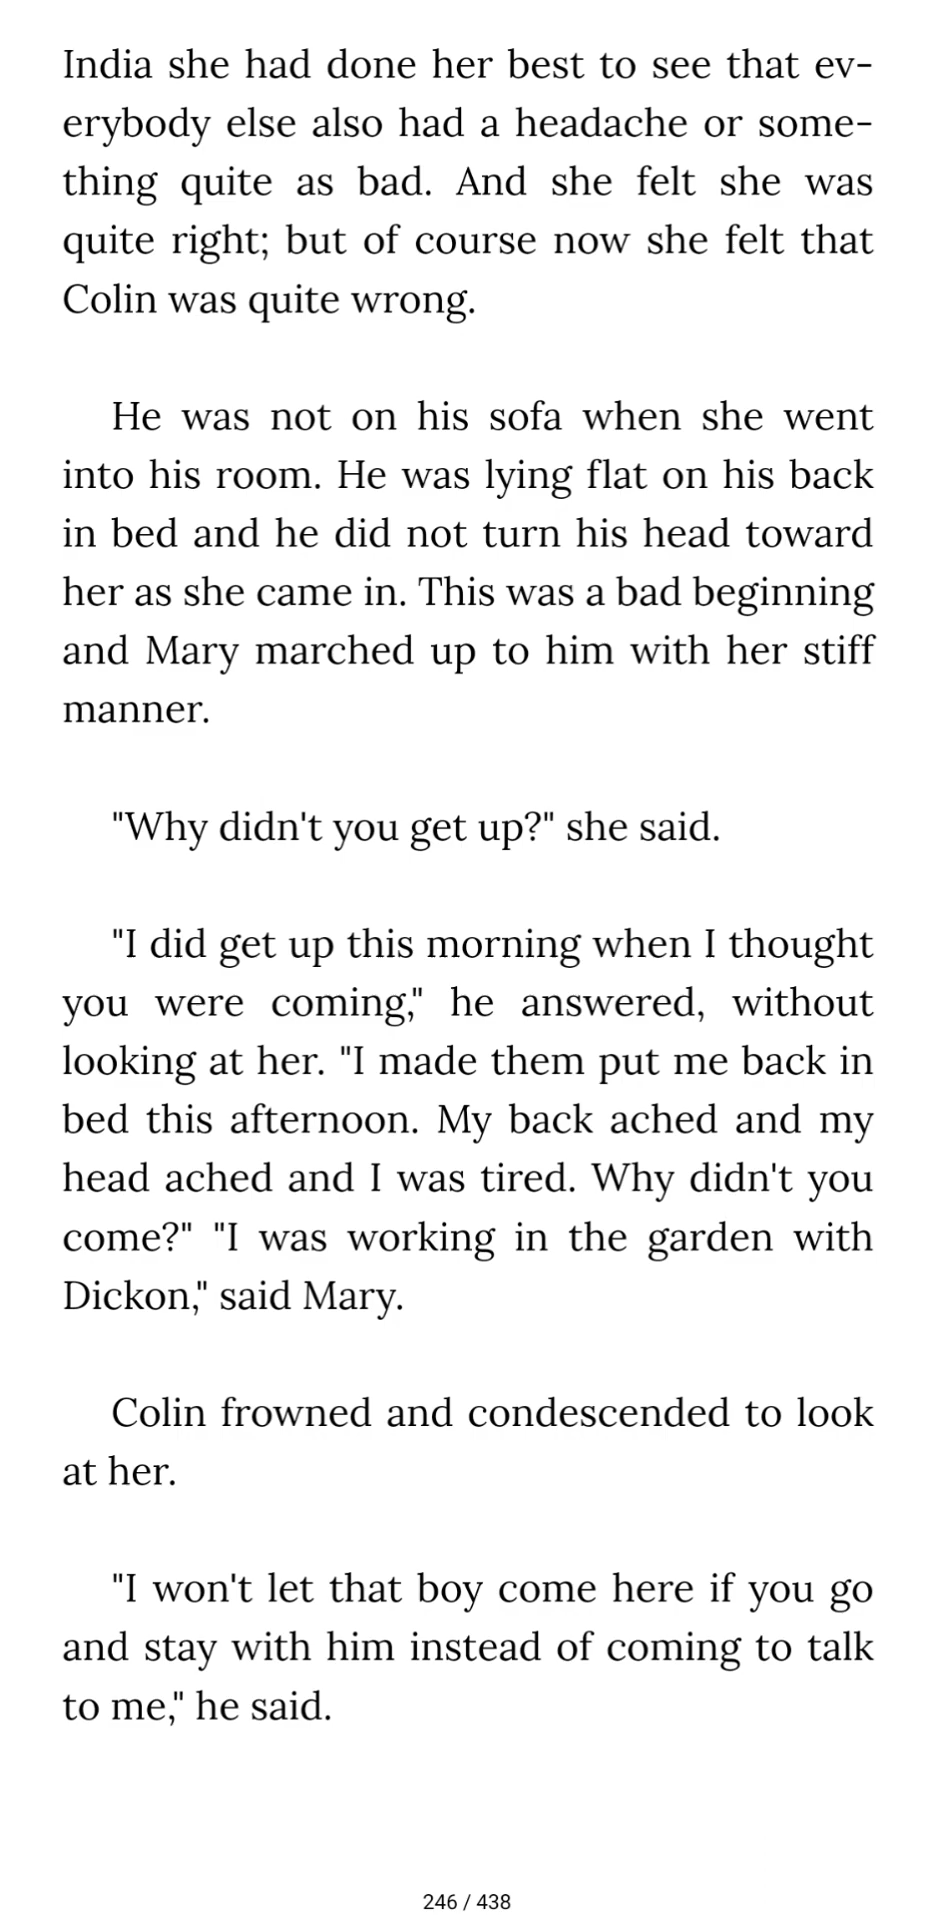 India she had done her best to see that ev-
erybody else also had a headache or some-
thing quite as bad. And she felt she was
quite right; but of course now she felt that
Colin was quite wrong.
He was not on his sofa when she went
into his room. He was lying flat on his back
in bed and he did not turn his head toward
her as she came in. This was a bad beginning
and Mary marched up to him with her stiff
manner.
"Why didn't you get up?" she said.
"I did get up this morning when I thought
you were coming," he answered, without
looking at her. "I made them put me back in
bed this afternoon. My back ached and my
head ached and I was tired. Why didn't you
come?" "I was working in the garden with
Dickon," said Mary.
Colin frowned and condescended to look
at her.
"I won't let that boy come here if you go
and stay with him instead of coming to talk
to me," he said.
246 / 438